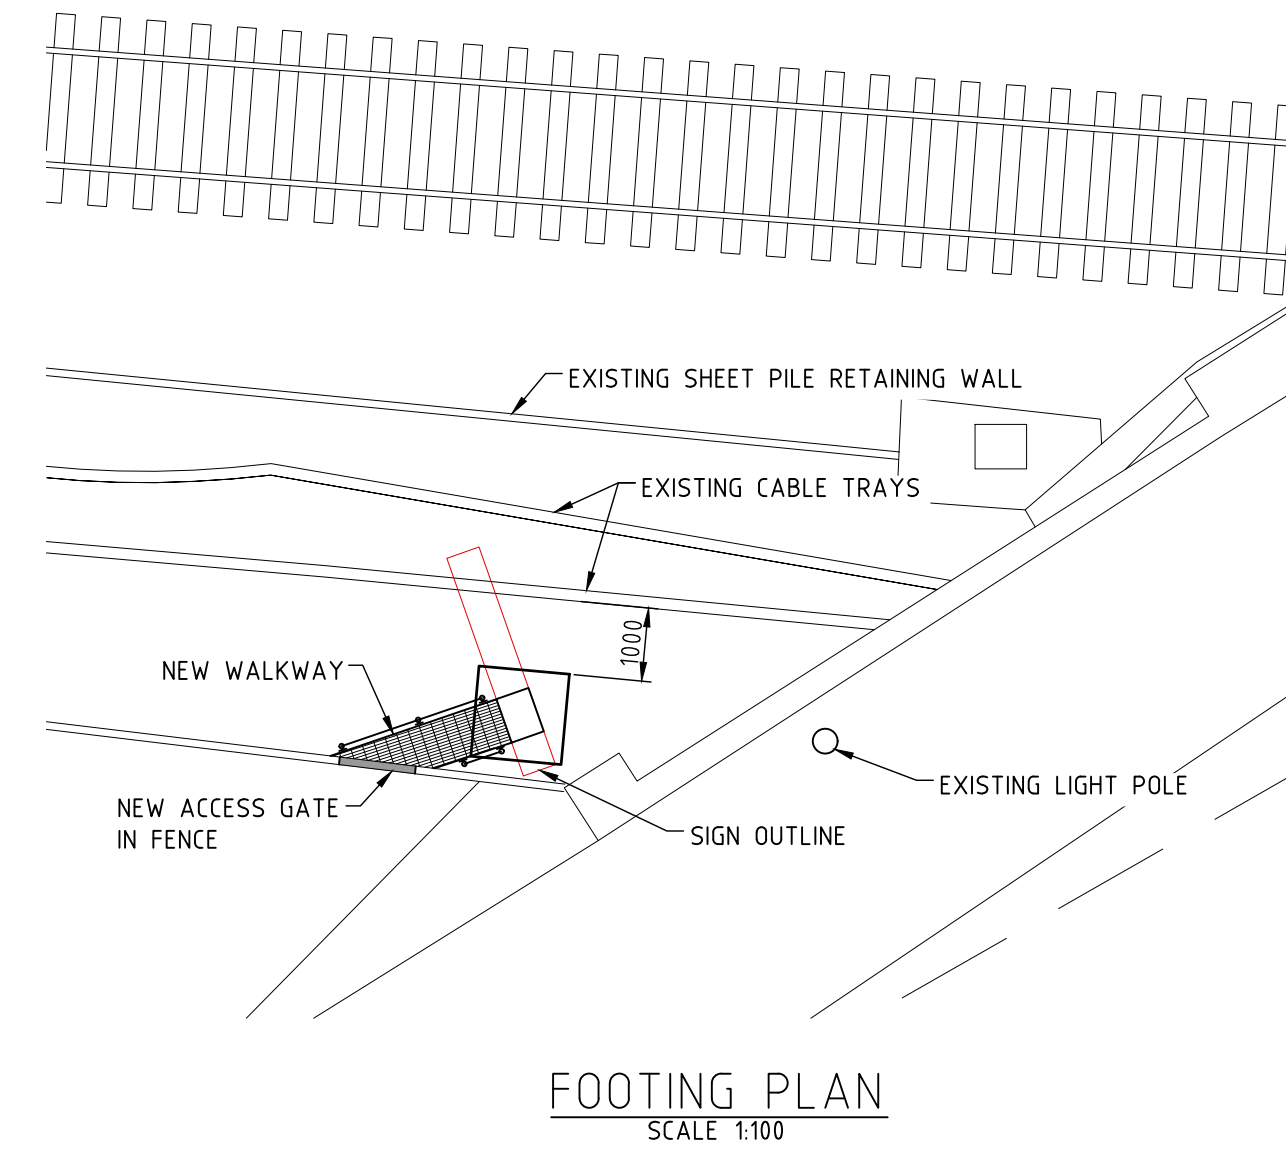 EXISTING SHEET PILE RETAINING WALL
EXISTING CABLE TRAYS
1000
NEW WALKWAY
EXISTING LIGHT POLE
NEW ACCESS GATE
IN FENCE
SIGN OUTLINE
FOOTING PLAN
SCALE 1:100